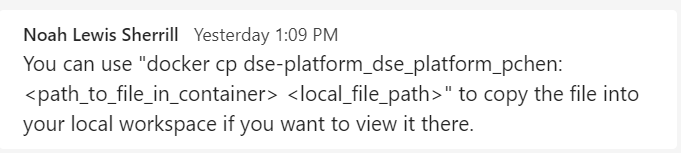 Noah Lewis Sherrill Yesterday 1:09 PM
You can use "docker cp dse-platform_dse_platform_pchen:
<path_to_file_in_container> <local_file_path>" to copy the file into
your local workspace if you want to view it there.